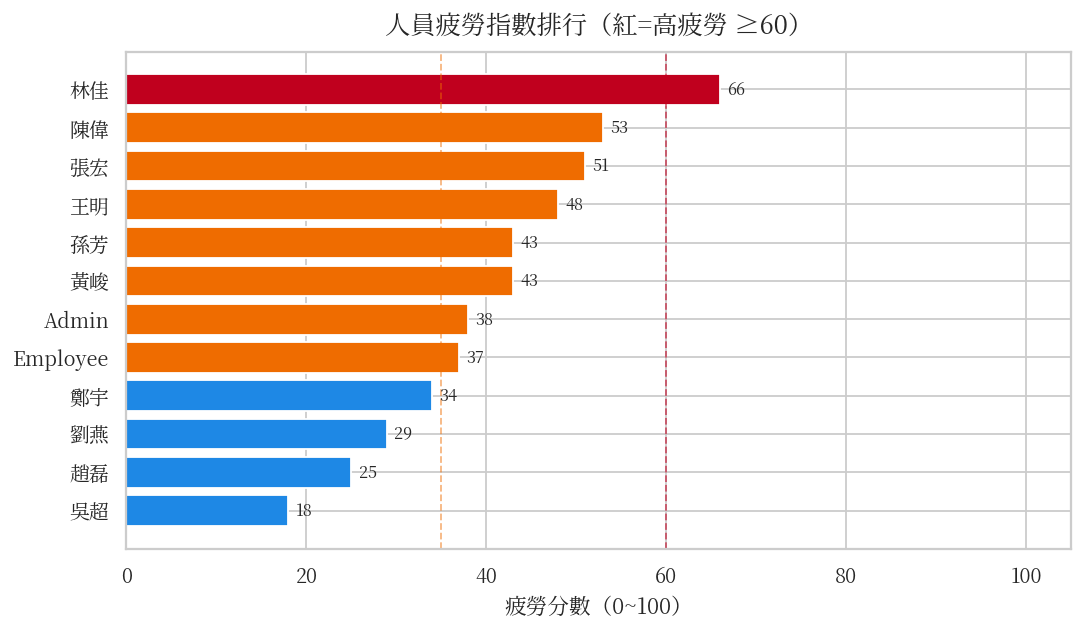 人員疲勞指數排行（紅=高疲勞 ≥60）
林佳 66
陳偉 53
張宏 51
王明 48
孫芳 43
黃峻 43
Admin 38
Employee 37
鄭宇 34
劉燕 29
趙磊 25
吳超 18
0 20 40 60 80 100
疲勞分數（0~100）